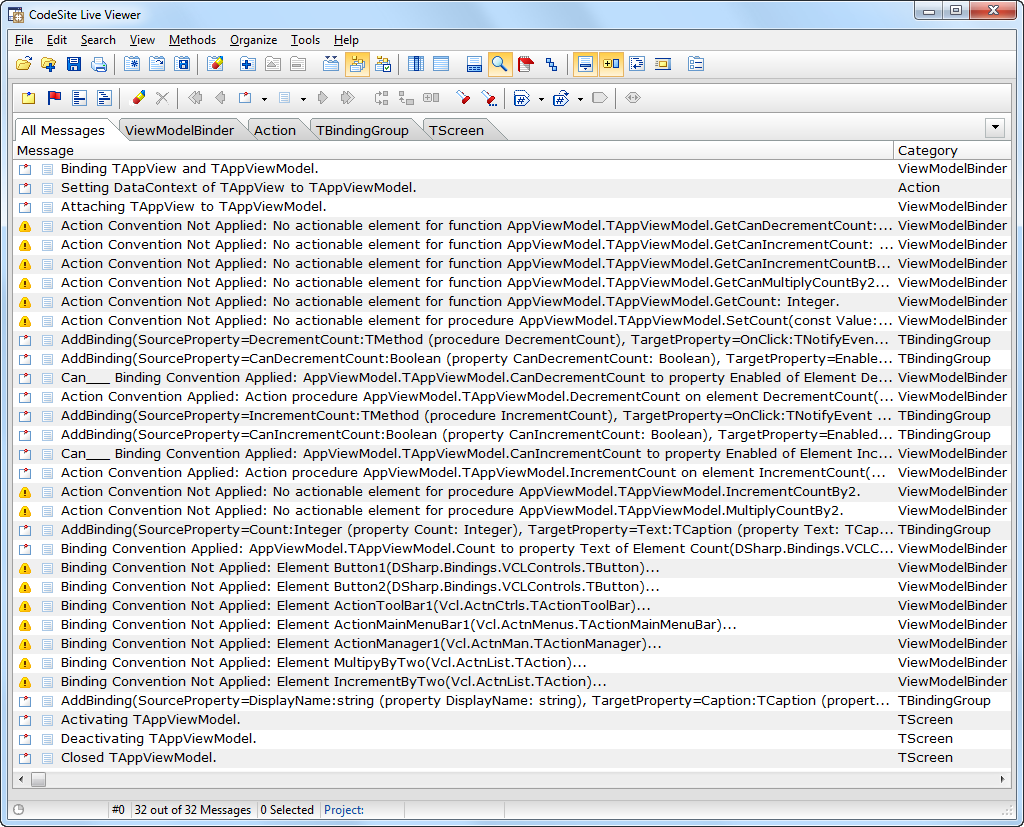 CodeSite Live Viewer
File Edit Search View Methods Organize Tools Help
All Messages ViewModelBinder Action TBindingGroup TScreen
Message Category
Binding TAppView and TAppViewModel. ViewModelBinder
Setting DataContext of TAppView to TAppViewModel. Action
Attaching TAppView to TAppViewModel. ViewModelBinder
Action Convention Not Applied: No actionable element for function AppViewModel.TAppViewModel.GetCanDecrementCount:... ViewModelBinder
Action Convention Not Applied: No actionable element for function AppViewModel.TAppViewModel.GetCanIncrementCount: ... ViewModelBinder
Action Convention Not Applied: No actionable element for function AppViewModel.TAppViewModel.GetCanIncrementCountB... ViewModelBinder
Action Convention Not Applied: No actionable element for function AppViewModel.TAppViewModel.GetCanMultiplyCountBy2... ViewModelBinder
Action Convention Not Applied: No actionable element for function AppViewModel.TAppViewModel.GetCount: Integer. ViewModelBinder
Action Convention Not Applied: No actionable element for procedure AppViewModel.TAppViewModel.SetCount(const Value:... ViewModelBinder
AddBinding(SourceProperty=DecrementCount:TMethod (procedure DecrementCount), TargetProperty=OnClick:TNotifyEven... TBindingGroup
AddBinding(SourceProperty=CanDecrementCount:Boolean (property CanDecrementCount: Boolean), TargetProperty=Enable... TBindingGroup
Can___ Binding Convention Applied: AppViewModel.TAppViewModel.CanDecrementCount to property Enabled of Element De... ViewModelBinder
Action Convention Applied: Action procedure AppViewModel.TAppViewModel.DecrementCount on element DecrementCount(... ViewModelBinder
AddBinding(SourceProperty=IncrementCount:TMethod (procedure IncrementCount), TargetProperty=OnClick:TNotifyEvent ... TBindingGroup
AddBinding(SourceProperty=CanIncrementCount:Boolean (property CanIncrementCount: Boolean), TargetProperty=Enabled... TBindingGroup
Can___ Binding Convention Applied: AppViewModel.TAppViewModel.CanIncrementCount to property Enabled of Element Inc... ViewModelBinder
Action Convention Applied: Action procedure AppViewModel.TAppViewModel.IncrementCount on element IncrementCount(... ViewModelBinder
Action Convention Not Applied: No actionable element for procedure AppViewModel.TAppViewModel.IncrementCountBy2. ViewModelBinder
Action Convention Not Applied: No actionable element for procedure AppViewModel.TAppViewModel.MultiplyCountBy2. ViewModelBinder
AddBinding(SourceProperty=Count:Integer (property Count: Integer), TargetProperty=Text:TCaption (property Text: TCap... TBindingGroup
Binding Convention Applied: AppViewModel.TAppViewModel.Count to property Text of Element Count(DSharp.Bindings.VCLC... ViewModelBinder
Binding Convention Not Applied: Element Button1(DSharp.Bindings.VCLControls.TButton)... ViewModelBinder
Binding Convention Not Applied: Element Button2(DSharp.Bindings.VCLControls.TButton)... ViewModelBinder
Binding Convention Not Applied: Element ActionToolBar1(Vcl.ActnCtrls.TActionToolBar)... ViewModelBinder
Binding Convention Not Applied: Element ActionMainMenuBar1(Vcl.ActnMenus.TActionMainMenuBar)... ViewModelBinder
Binding Convention Not Applied: Element ActionManager1(Vcl.ActnMan.TActionManager)... ViewModelBinder
Binding Convention Not Applied: Element MultipyByTwo(Vcl.ActnList.TAction)... ViewModelBinder
Binding Convention Not Applied: Element IncrementByTwo(Vcl.ActnList.TAction)... ViewModelBinder
AddBinding(SourceProperty=DisplayName:string (property DisplayName: string), TargetProperty=Caption:TCaption (propert... TBindingGroup
Activating TAppViewModel. TScreen
Deactivating TAppViewModel. TScreen
Closed TAppViewModel. TScreen
#0 32 out of 32 Messages 0 Selected Project: